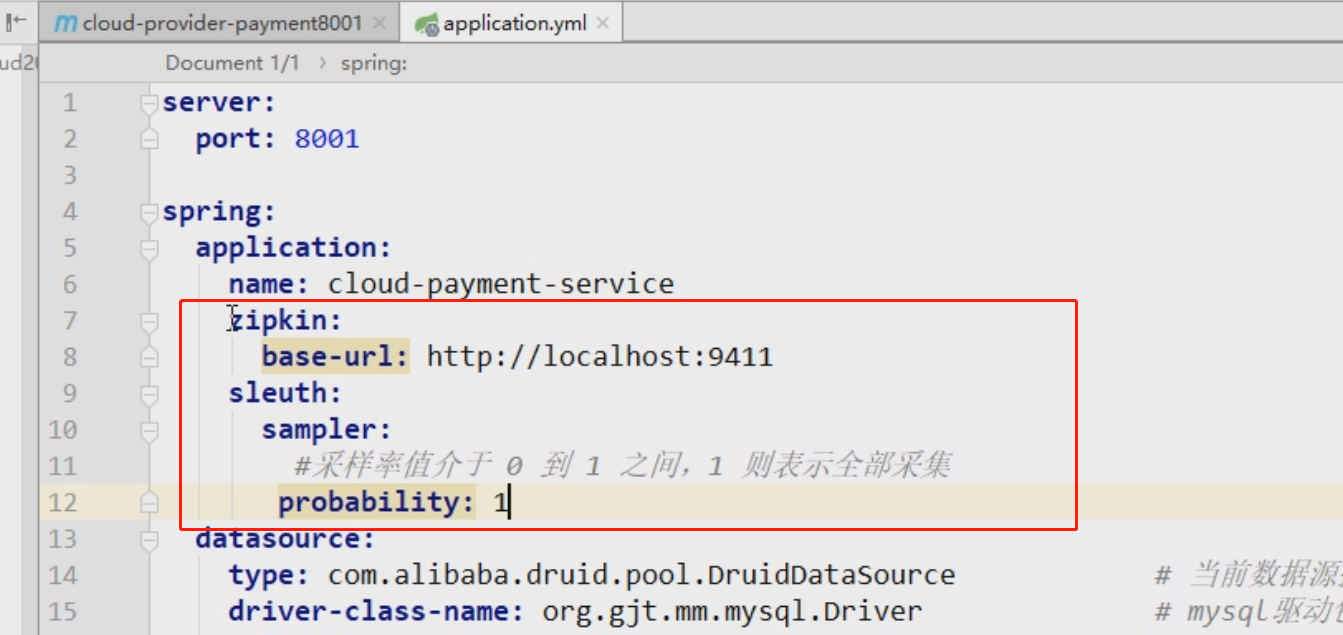 cloud-provider-payment8001
application.yml
Document 1/1 › spring:
1 server:
2 port: 8001
3
4 spring:
5 application:
6 name: cloud-payment-service
7 zipkin:
8 base-url: http://localhost:9411
9 sleuth:
10 sampler:
11 #采样率值介于 0 到 1 之间，1 则表示全部采集
12 probability: 1
13 datasource:
14 type: com.alibaba.druid.pool.DruidDataSource # 当前数据源
15 driver-class-name: org.gjt.mm.mysql.Driver # mysql驱动